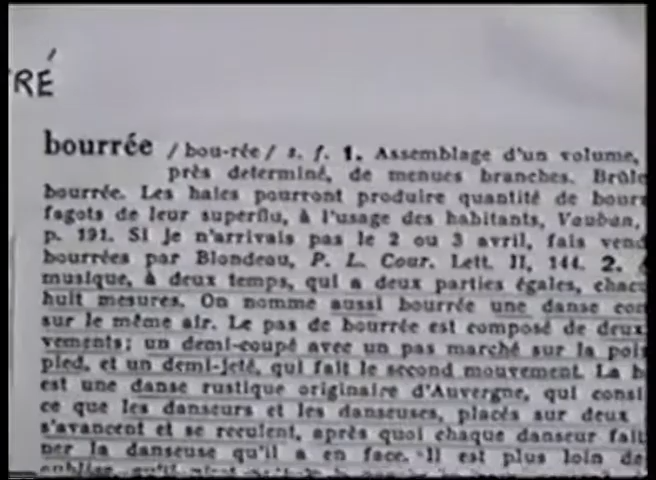 TRÉ
bourrée /bou-rée/ s. f. 1. Assemblage d'un volume,
près determiné, de menues branches. Brûle
bourrée. Les haies pourront produire quantité de bourr
fagots de leur superflu, à l'usage des habitants, Vauban,
p. 191. Si je n'arrivais pas le 2 ou 3 avril, fais vend
bourrées par Blondeau, P. L. Cour. Lett. II, 144. 2.
musique, à deux temps, qui a deux parties égales, chacu
huit mesures. On nomme aussi bourrée une danse com
sur le même air. Le pas de bourrée est composé de deux
vements; un demi-coupé avec un pas marché sur la poi
pied, et un demi-jeté, qui fait le second mouvement. La b
est une danse rustique originaire d'Auvergne, qui consi
ce que les danseurs et les danseuses, placés sur deux
s'avancent et se reculent, après quoi chaque danseur fait
ner la danseuse qu'il a en face. Il est plus loin de